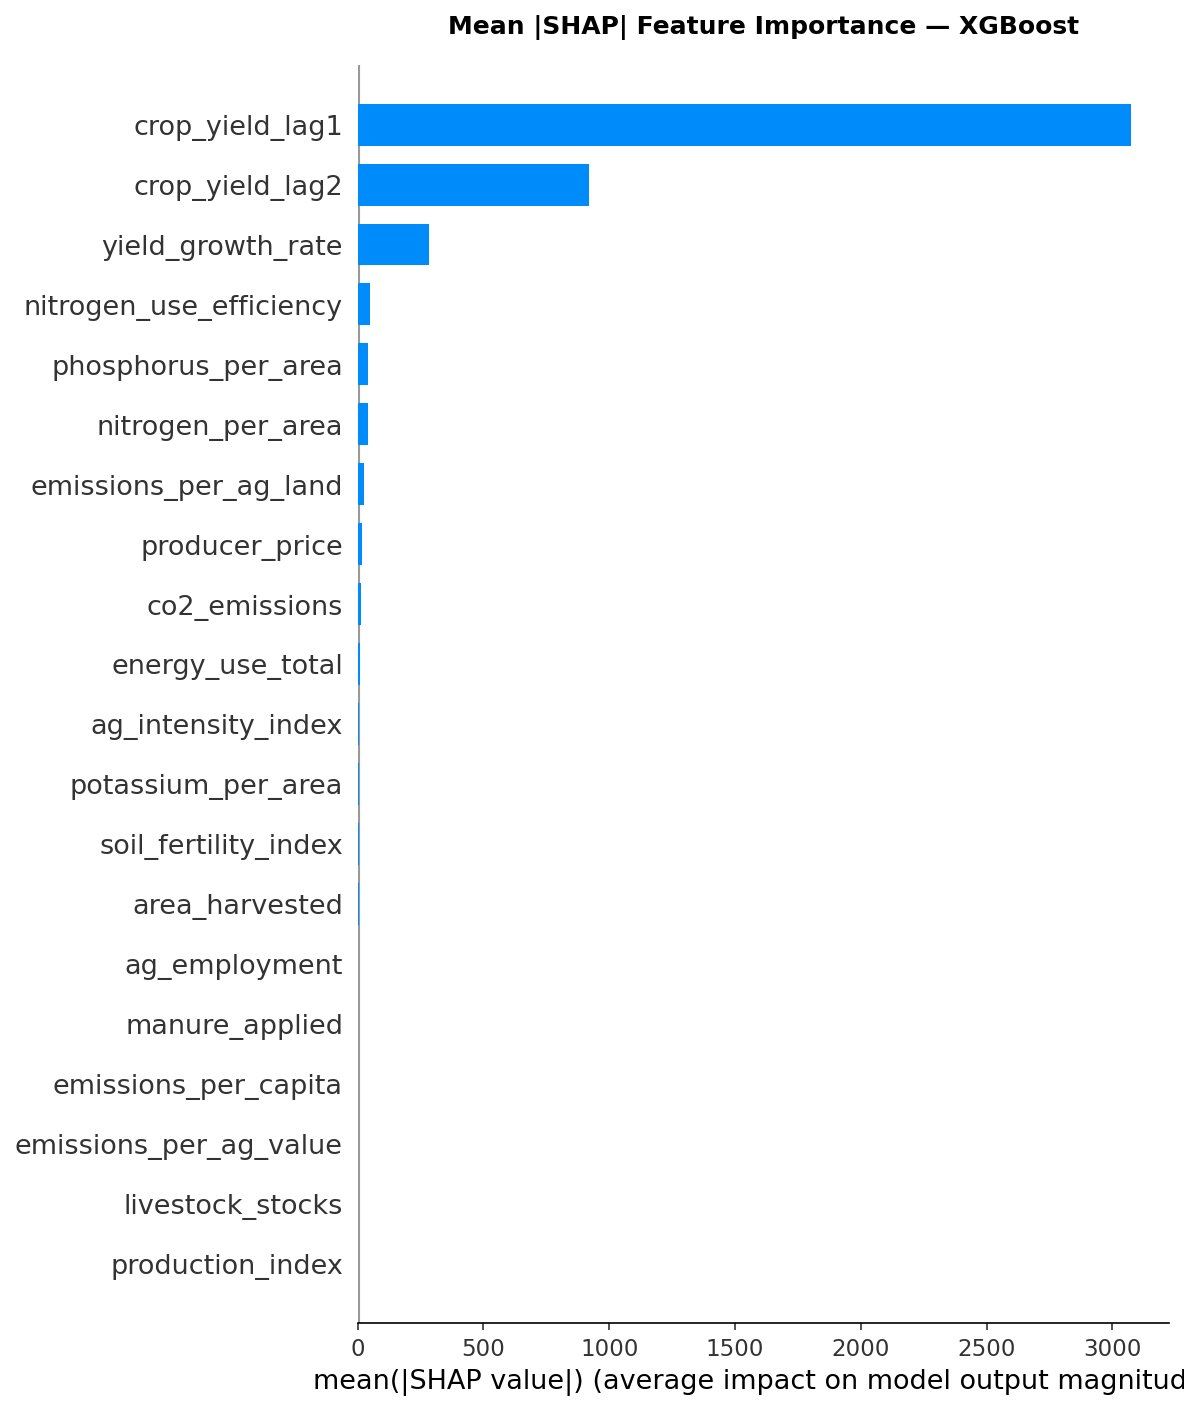 Mean |SHAP| Feature Importance — XGBoost
crop_yield_lag1
crop_yield_lag2
yield_growth_rate
nitrogen_use_efficiency
phosphorus_per_area
nitrogen_per_area
emissions_per_ag_land
producer_price
co2_emissions
energy_use_total
ag_intensity_index
potassium_per_area
soil_fertility_index
area_harvested
ag_employment
manure_applied
emissions_per_capita
emissions_per_ag_value
livestock_stocks
production_index
0 500 1000 1500 2000 2500 3000
mean(|SHAP value|) (average impact on model output magnitud